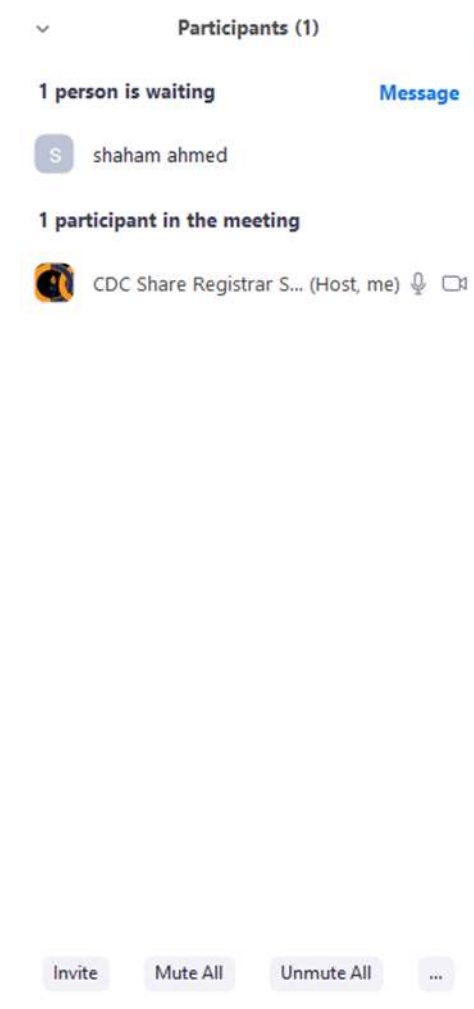 Participants (1)
1 person is waiting Message
S shaham ahmed
1 participant in the meeting
CDC Share Registrar S... (Host, me)
Invite Mute All Unmute All ...